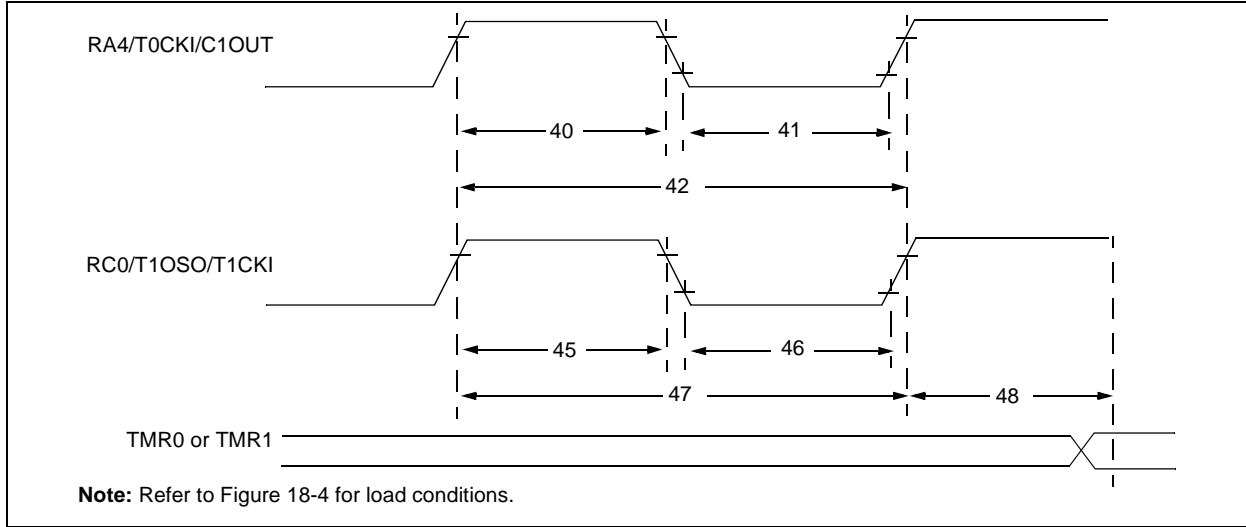 RA4/T0CKI/C1OUT
40
41
42
RC0/T1OSO/T1CKI
45
46
47
48
TMR0 or TMR1
Note: Refer to Figure 18-4 for load conditions.